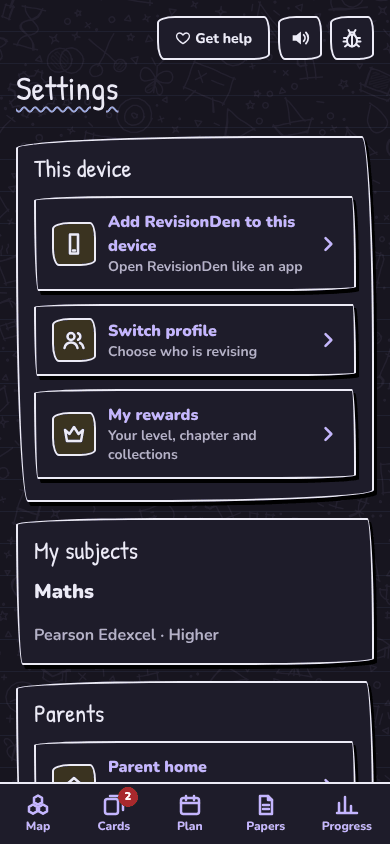 Get help
Settings
This device
Add RevisionDen to this
device
Open RevisionDen like an app
Switch profile
Choose who is revising
My rewards
Your level, chapter and
collections
My subjects
Maths
Pearson Edexcel · Higher
Parents
Parent home
2
Map
Cards
Plan
Papers
Progress